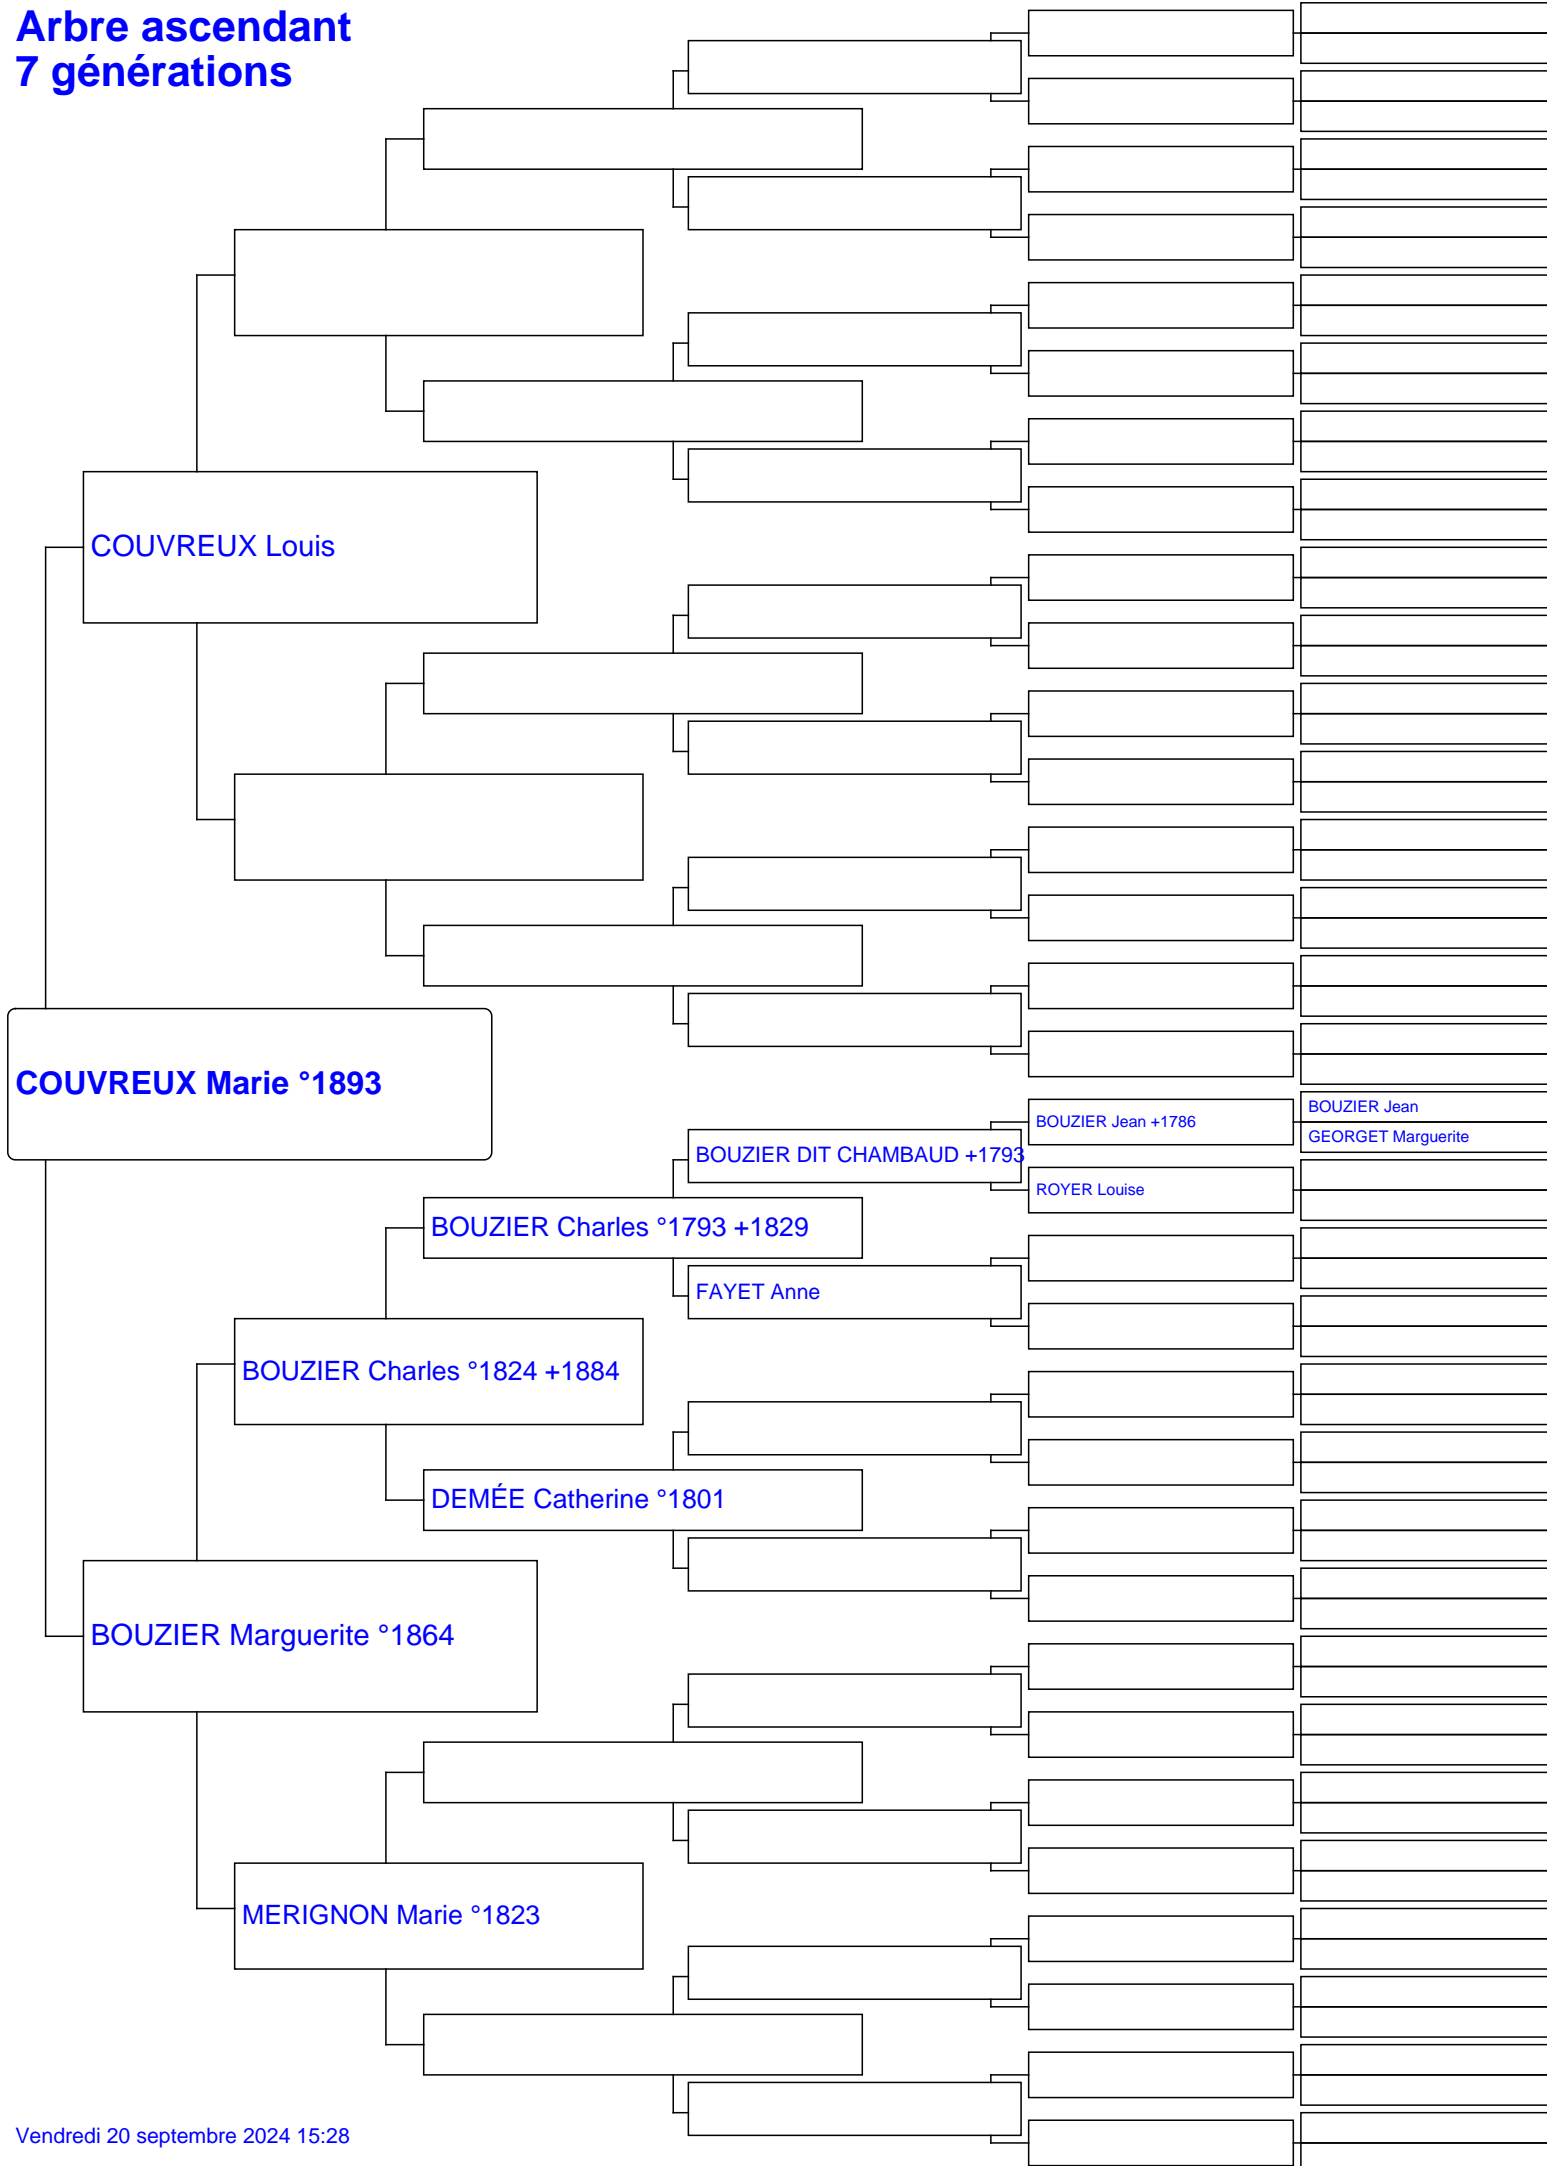 Arbre ascendant
7 générations
COUVREUX Louis
COUVREUX Marie °1893
BOUZIER Jean
BOUZIER Jean +1786
GEORGET Marguerite
BOUZIER DIT CHAMBAUD +1793
ROYER Louise
BOUZIER Charles °1793 +1829
FAYET Anne
BOUZIER Charles °1824 +1884
DEMÉE Catherine °1801
BOUZIER Marguerite °1864
MERIGNON Marie °1823
Vendredi 20 septembre 2024 15:28